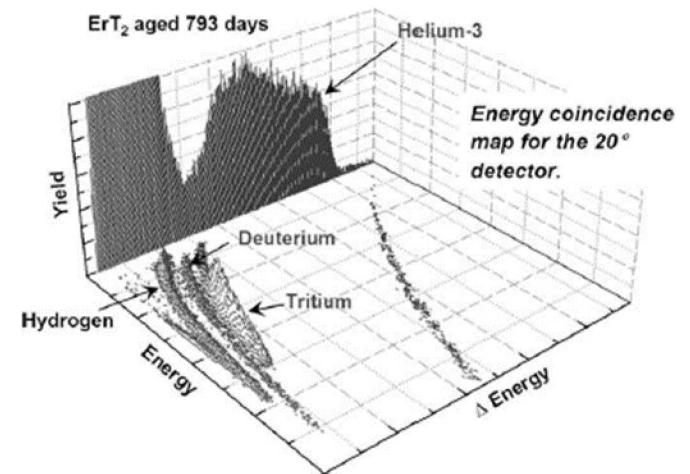 ErT₂ aged 793 days
Helium-3
Energy coincidence
map for the 20°
detector.
Yield
Deuterium
Tritium
Hydrogen
Energy
Δ Energy